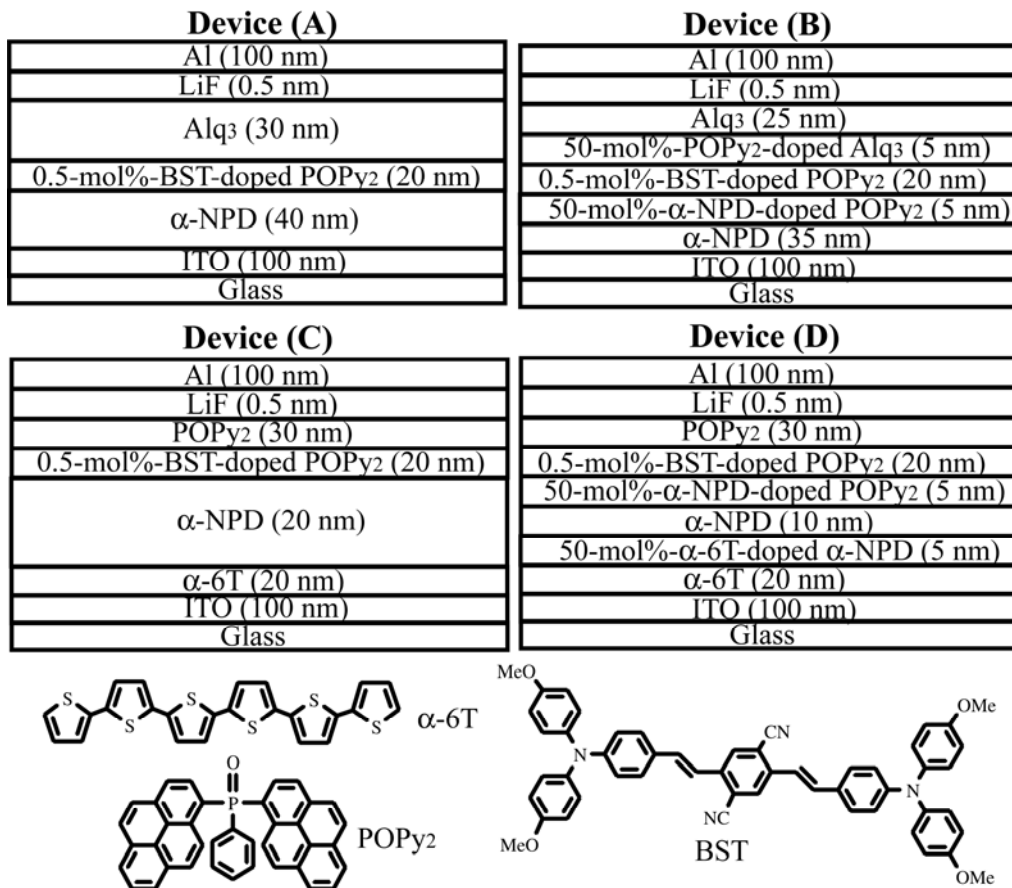 Device (A)
Al (100 nm)
LiF (0.5 nm)
Alq₃ (30 nm)
0.5-mol%-BST-doped POPy₂ (20 nm)
α-NPD (40 nm)
ITO (100 nm)
Glass
Device (B)
Al (100 nm)
LiF (0.5 nm)
Alq₃ (25 nm)
50-mol%-POPy₂-doped Alq₃ (5 nm)
0.5-mol%-BST-doped POPy₂ (20 nm)
50-mol%-α-NPD-doped POPy₂ (5 nm)
α-NPD (35 nm)
ITO (100 nm)
Glass
Device (C)
Al (100 nm)
LiF (0.5 nm)
POPy₂ (30 nm)
0.5-mol%-BST-doped POPy₂ (20 nm)
α-NPD (20 nm)
α-6T (20 nm)
ITO (100 nm)
Glass
Device (D)
Al (100 nm)
LiF (0.5 nm)
POPy₂ (30 nm)
0.5-mol%-BST-doped POPy₂ (20 nm)
50-mol%-α-NPD-doped POPy₂ (5 nm)
α-NPD (10 nm)
50-mol%-α-6T-doped α-NPD (5 nm)
α-6T (20 nm)
ITO (100 nm)
Glass
S S S S S S
α-6T
O
P
POPy₂
MeO
N
MeO
CN
NC
N
OMe
OMe
BST